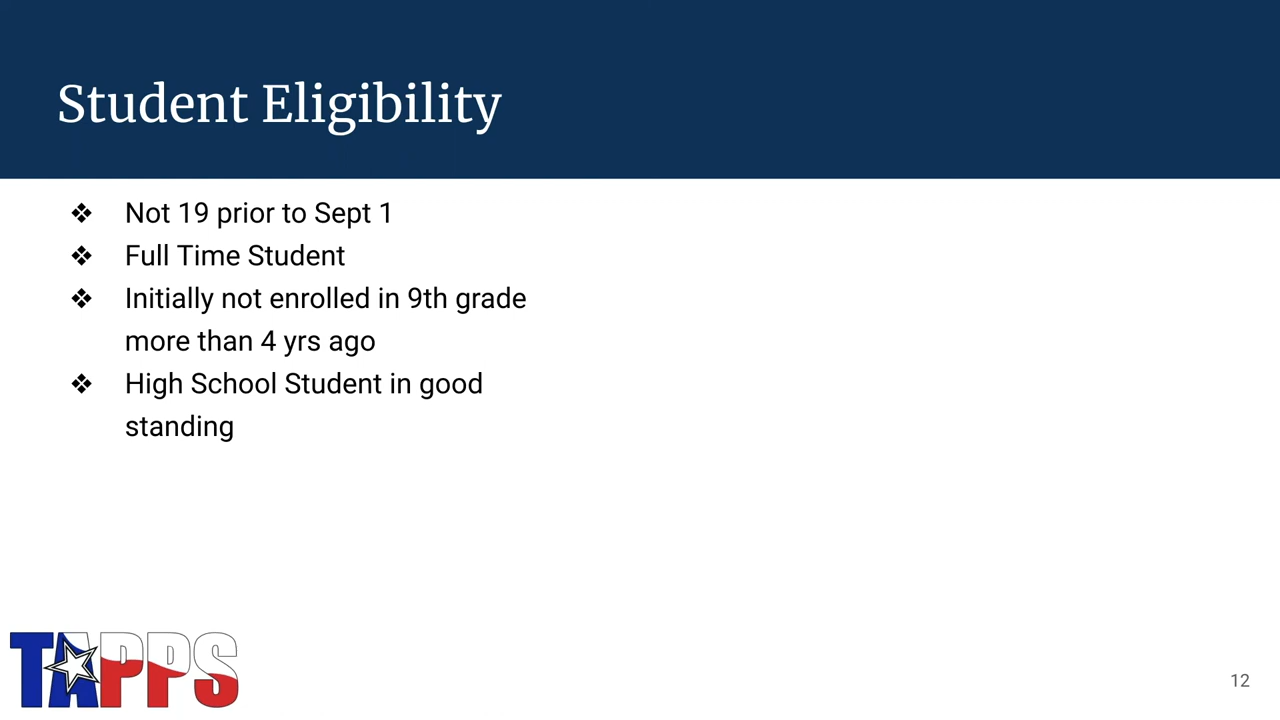 Student Eligibility
❖ Not 19 prior to Sept 1
❖ Full Time Student
❖ Initially not enrolled in 9th grade
more than 4 yrs ago
❖ High School Student in good
standing
TAPPS
12